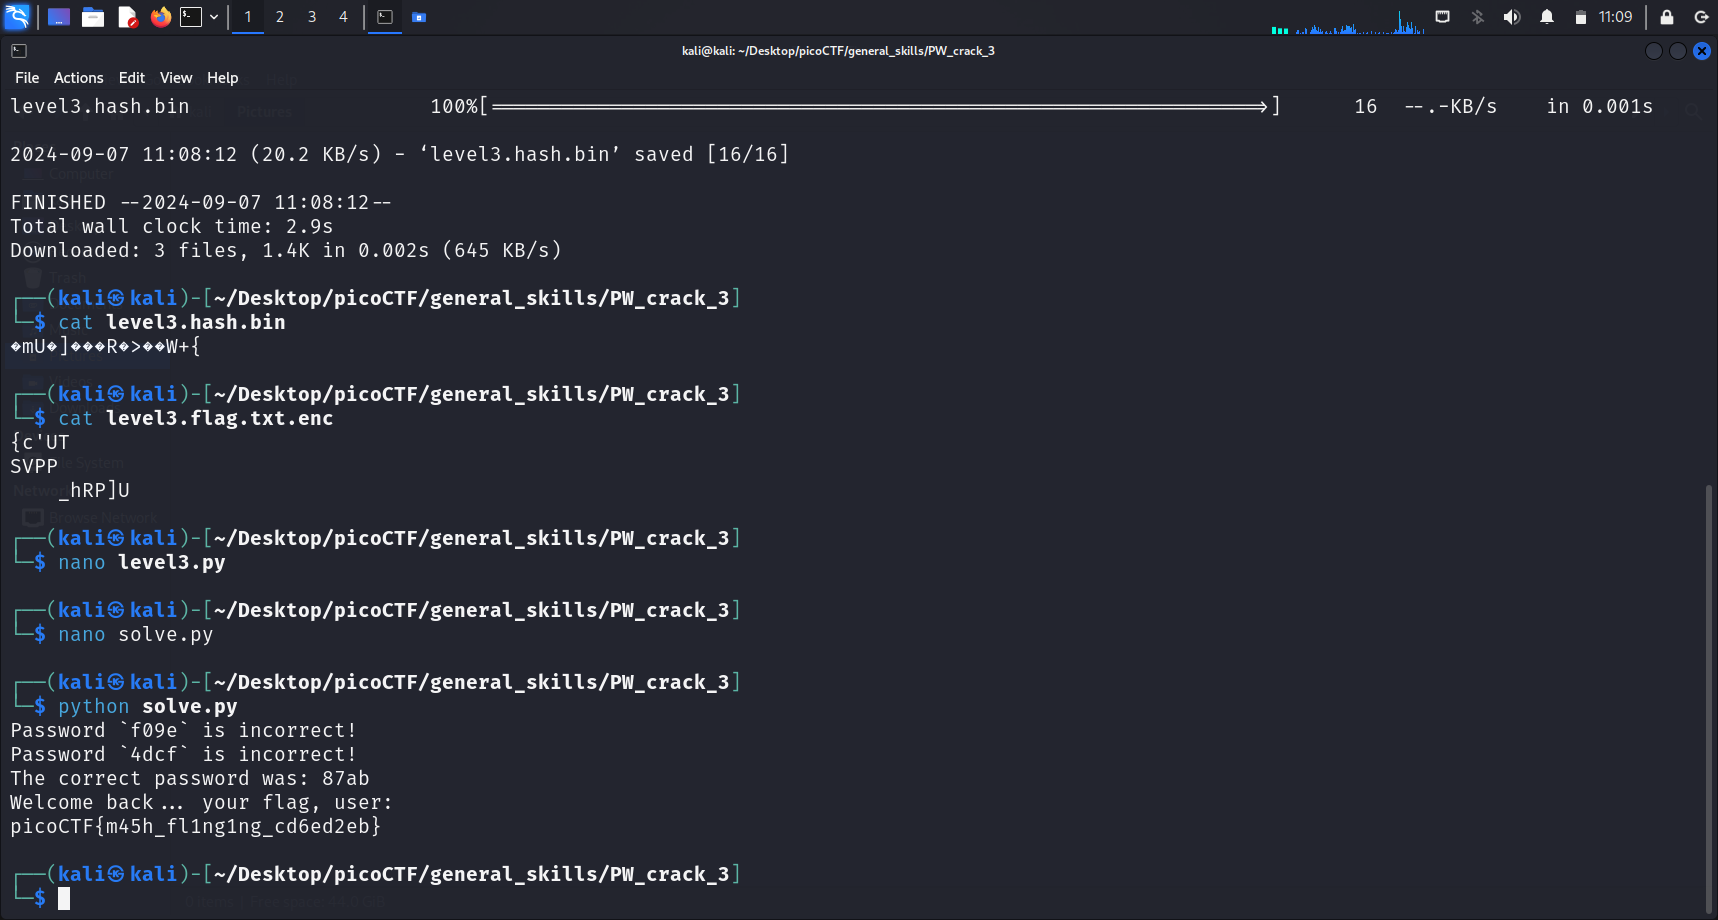 1 2 3 4 11:09
kali@kali: ~/Desktop/picoCTF/general_skills/PW_crack_3
File Actions Edit View Help
level3.hash.bin 100%[===================================================================>] 16 --.-KB/s in 0.001s
2024-09-07 11:08:12 (20.2 KB/s) - ‘level3.hash.bin’ saved [16/16]
FINISHED --2024-09-07 11:08:12--
Total wall clock time: 2.9s
Downloaded: 3 files, 1.4K in 0.002s (645 KB/s)
┌──(kali㉿kali)-[~/Desktop/picoCTF/general_skills/PW_crack_3]
└─$ cat level3.hash.bin
�mU�]���R�>��W+{
┌──(kali㉿kali)-[~/Desktop/picoCTF/general_skills/PW_crack_3]
└─$ cat level3.flag.txt.enc
{c'UT
SVPP
_hRP]U
┌──(kali㉿kali)-[~/Desktop/picoCTF/general_skills/PW_crack_3]
└─$ nano level3.py
┌──(kali㉿kali)-[~/Desktop/picoCTF/general_skills/PW_crack_3]
└─$ nano solve.py
┌──(kali㉿kali)-[~/Desktop/picoCTF/general_skills/PW_crack_3]
└─$ python solve.py
Password `f09e` is incorrect!
Password `4dcf` is incorrect!
The correct password was: 87ab
Welcome back... your flag, user:
picoCTF{m45h_fl1ng1ng_cd6ed2eb}
┌──(kali㉿kali)-[~/Desktop/picoCTF/general_skills/PW_crack_3]
└─$